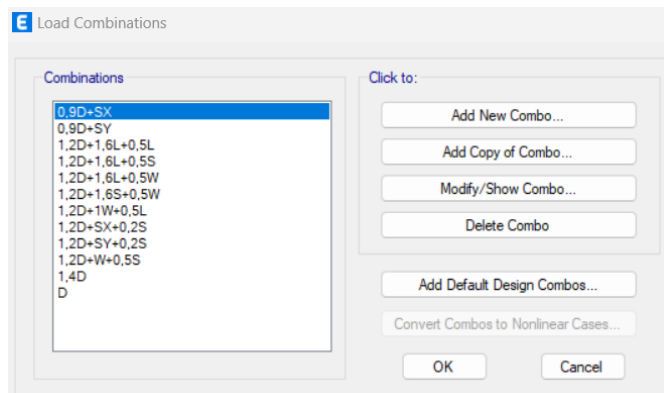 E Load Combinations
Combinations
0,9D+SX
0,9D+SY
1,2D+1,6L+0,5L
1,2D+1,6L+0,5S
1,2D+1,6L+0,5W
1,2D+1,6S+0,5W
1,2D+1W+0,5L
1,2D+SX+0,2S
1,2D+SY+0,2S
1,2D+W+0,5S
1,4D
D
Click to:
Add New Combo...
Add Copy of Combo...
Modify/Show Combo...
Delete Combo
Add Default Design Combos...
Convert Combos to Nonlinear Cases...
OK
Cancel